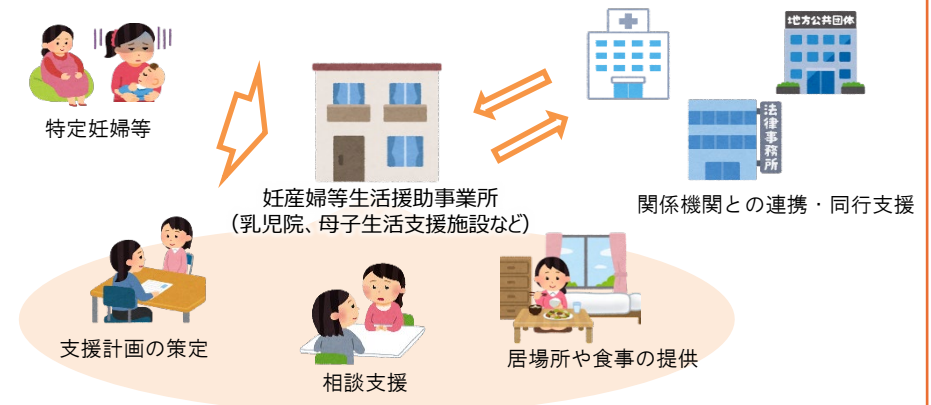 地方公共団体
法律事務所
特定妊婦等
妊産婦等生活援助事業所
（乳児院、母子生活支援施設など）
関係機関との連携・同行支援
支援計画の策定
相談支援
居場所や食事の提供